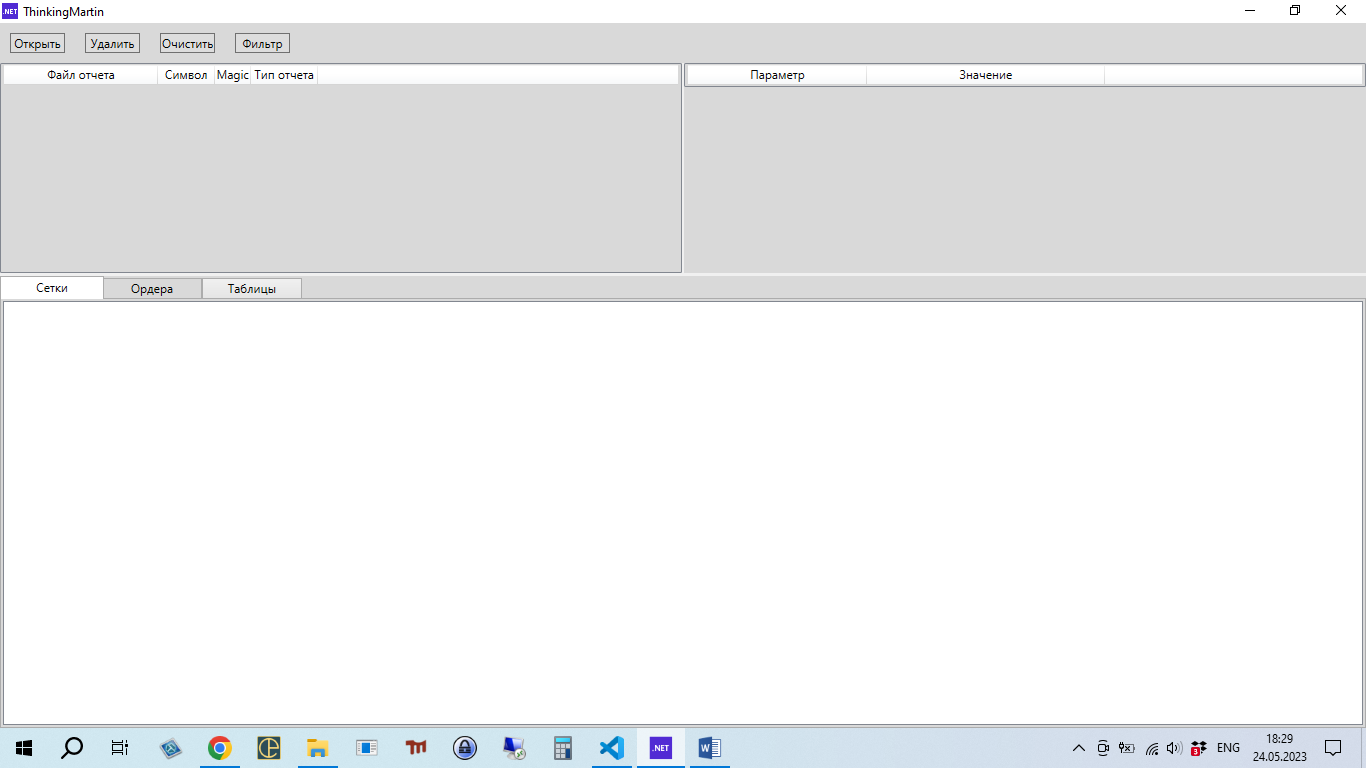 .NET ThinkingMartin
Открыть Удалить Очистить Фильтр
Файл отчета Символ Magic Тип отчета Параметр Значение
Сетки Ордера Таблицы
.NET W 3 ENG 18:29
24.05.2023